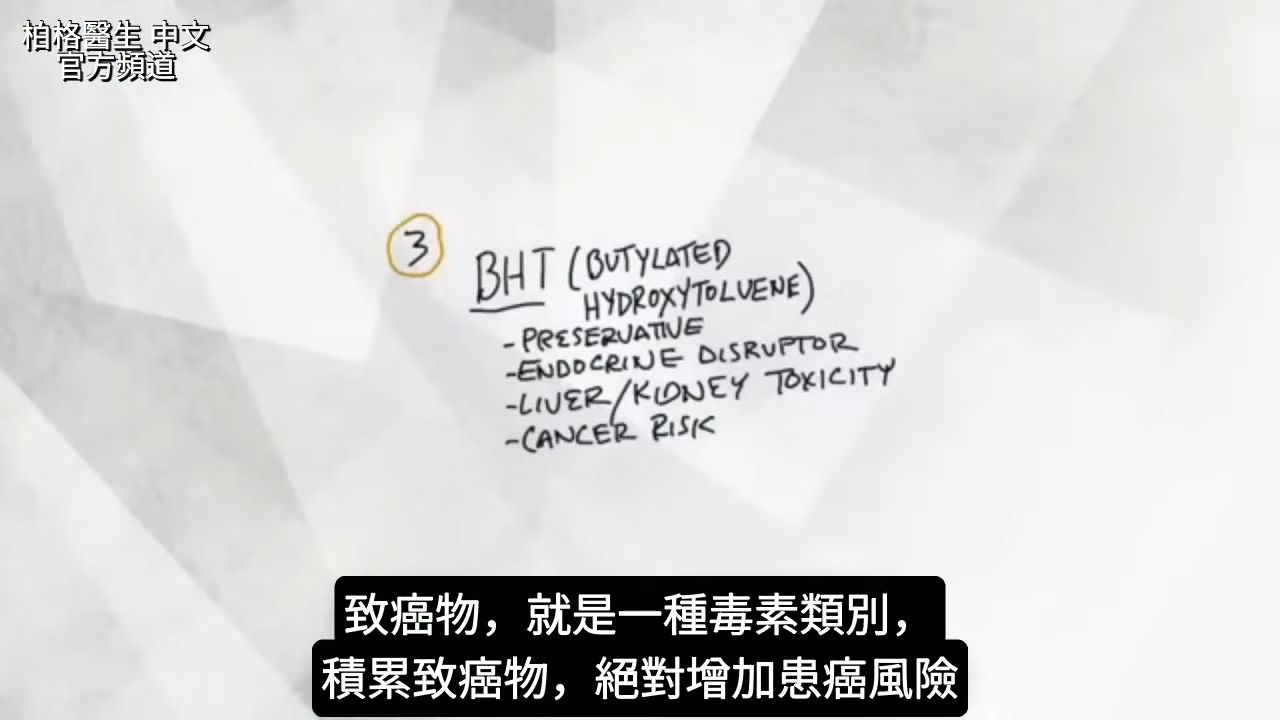 柏格醫生 中文
官方頻道
3
BHT (BUTYLATED
HYDROXYTOLUENE)
-PRESERVATIVE
-ENDOCRINE DISRUPTOR
-LIVER/KIDNEY TOXICITY
-CANCER RISK
致癌物，就是一種毒素類別，
積累致癌物，絕對增加患癌風險